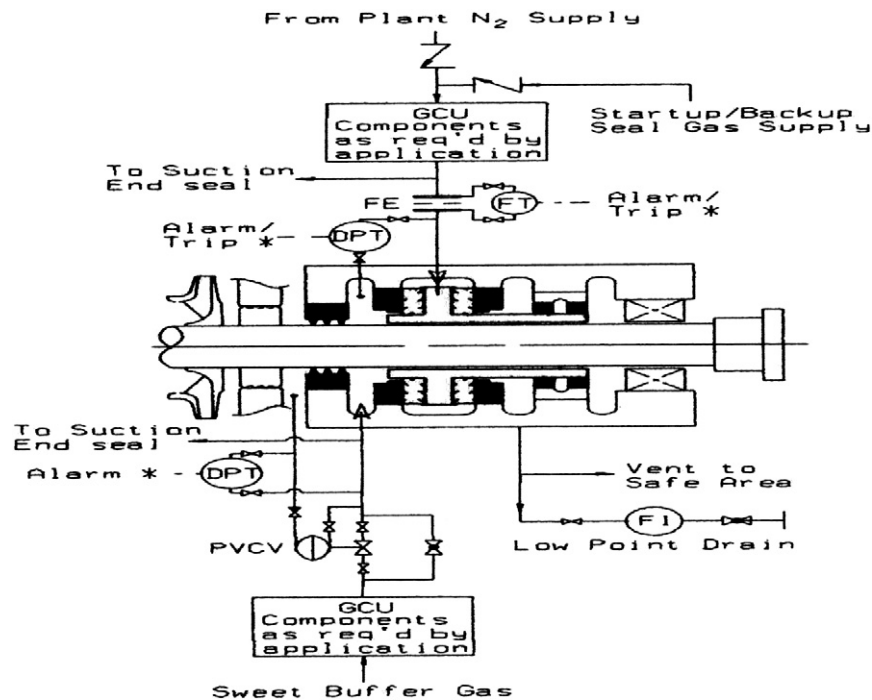 From Plant N₂ Supply
GCU
Components
as req'd by
application
Startup/Backup
Seal Gas Supply
To Suction
End seal
FE
FT
Alarm/
Trip *
Alarm/
Trip *
DPT
To Suction
End seal
Alarm *
DPT
Vent to
Safe Area
FI
Low Point Drain
PVCV
GCU
Components
as req'd by
application
Sweet Buffer Gas